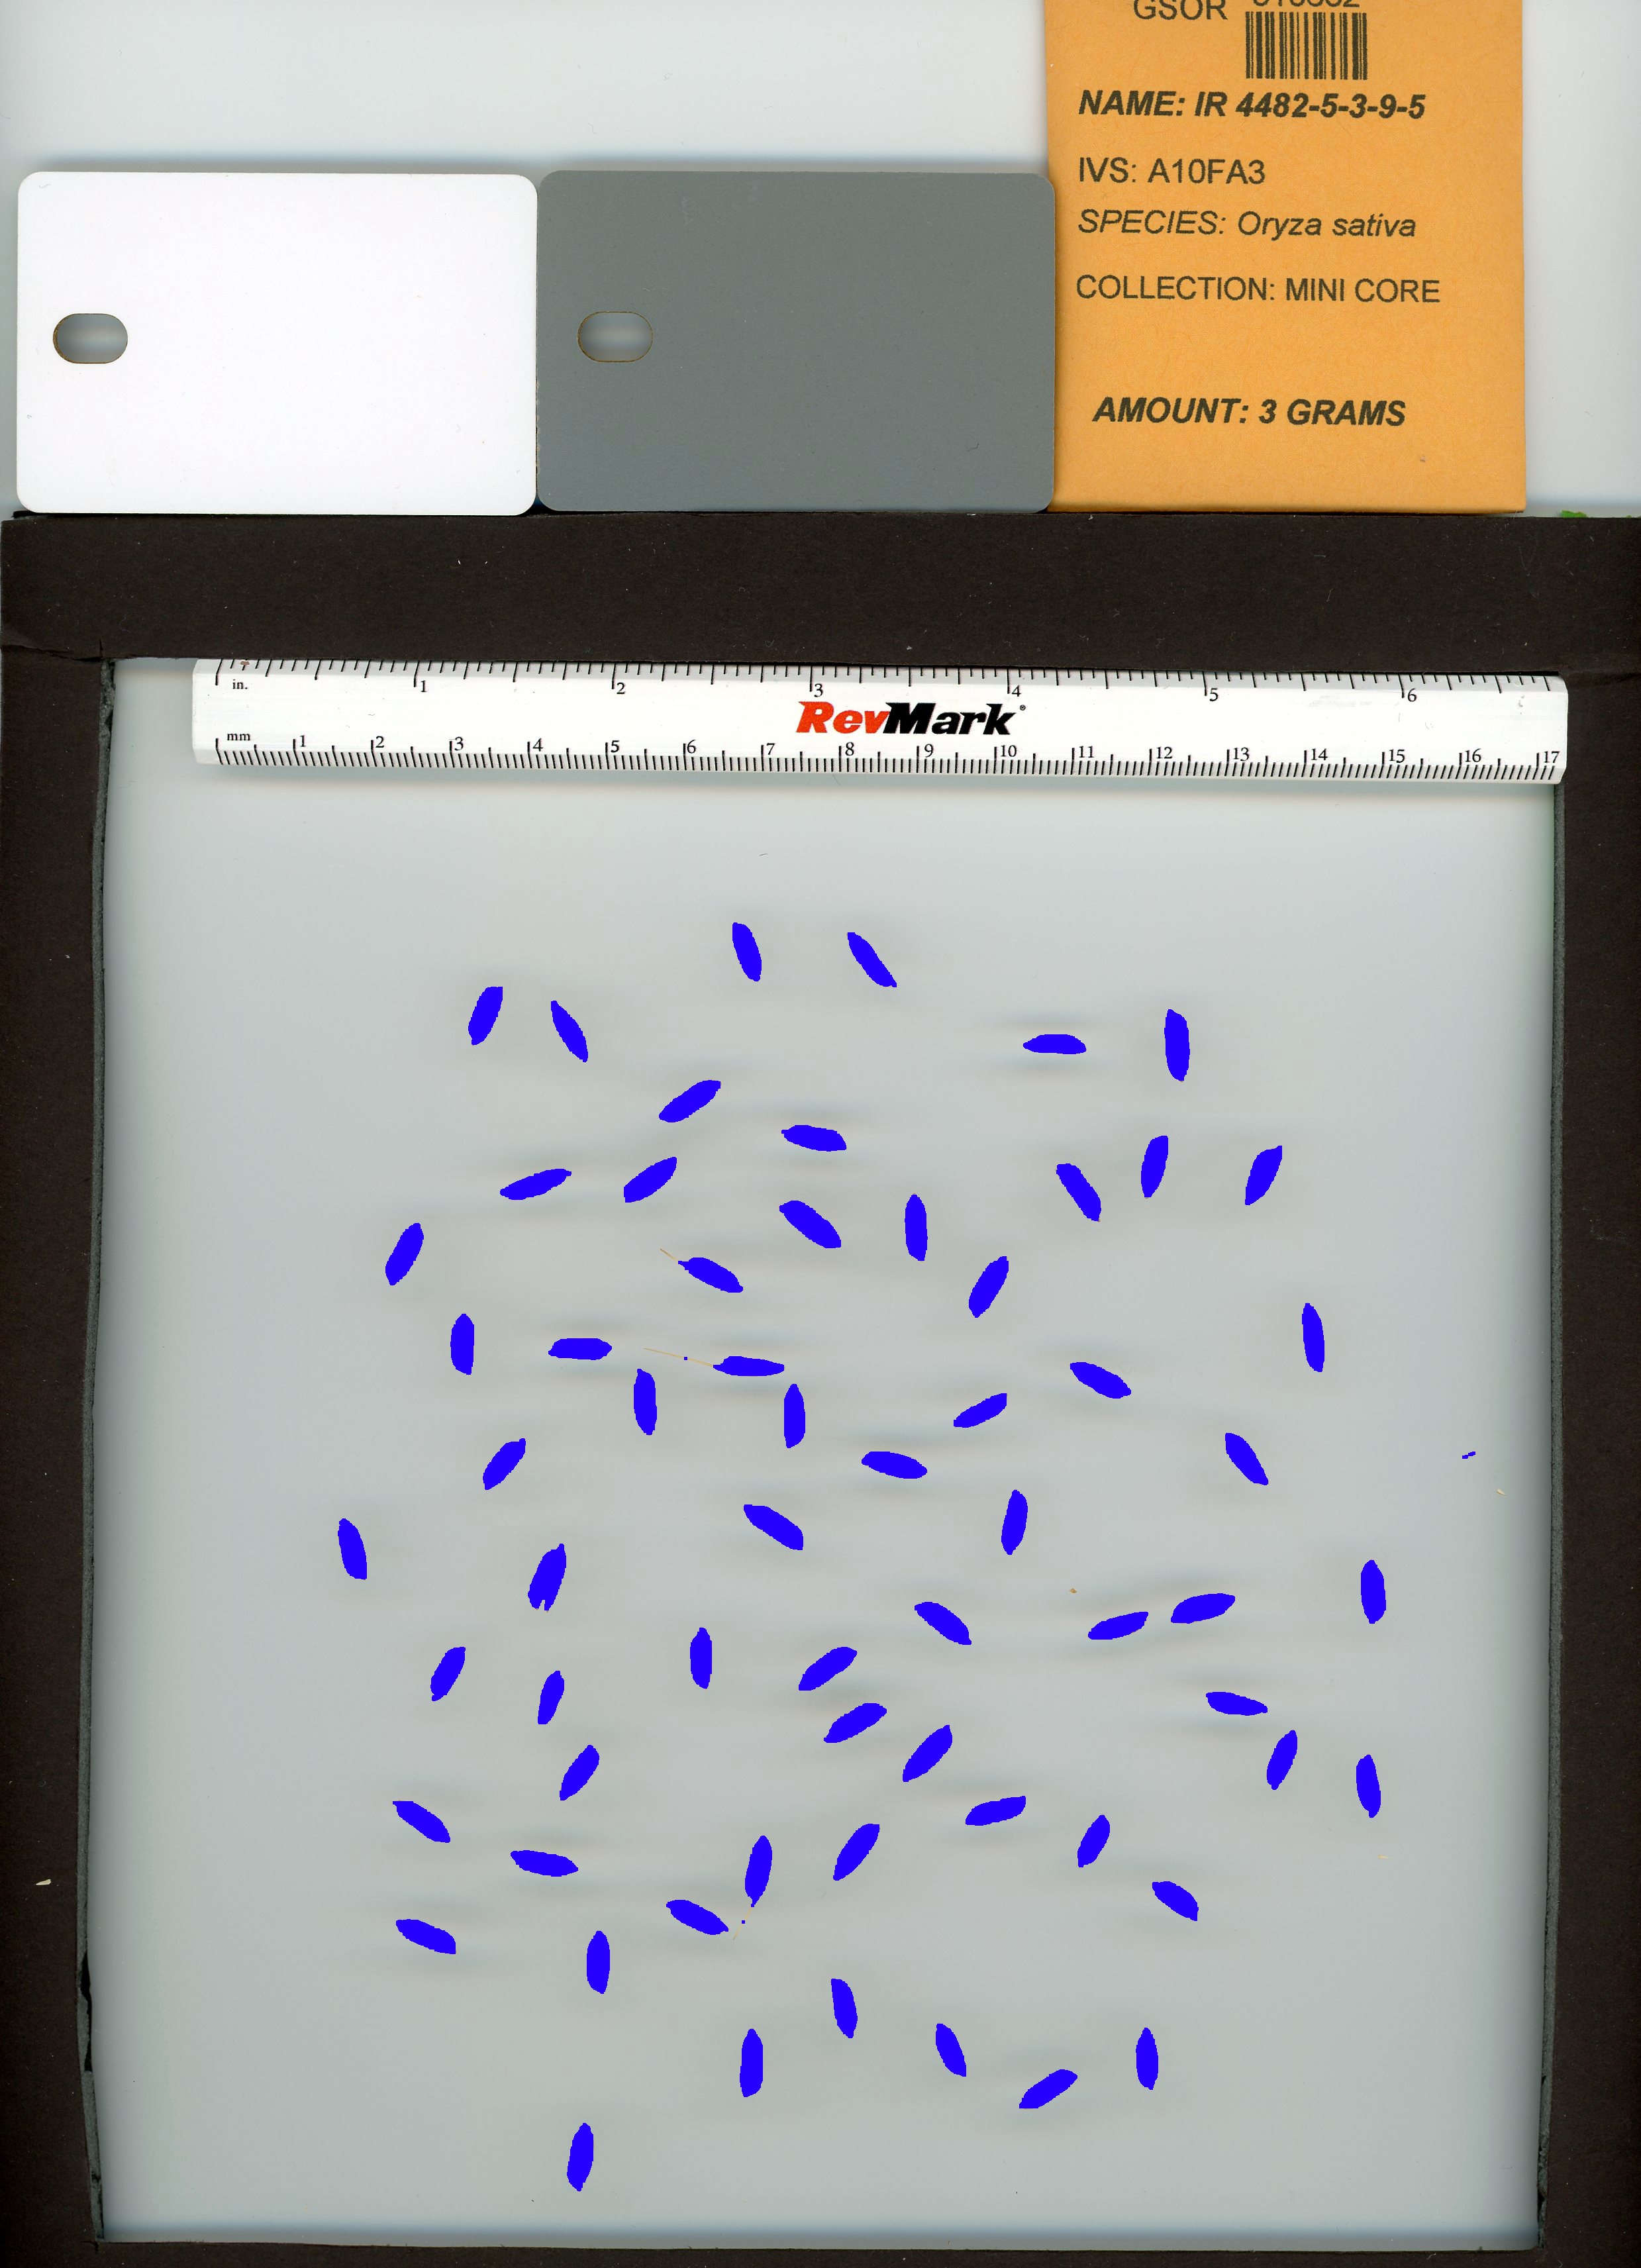 GSOR
NAME: IR 4482-5-3-9-5
IVS: A10FA3
SPECIES: Oryza sativa
COLLECTION: MINI CORE
AMOUNT: 3 GRAMS
in. 1 2 3 4 5 6
RevMark
mm 1 2 3 4 5 6 7 8 9 10 11 12 13 14 15 16 17